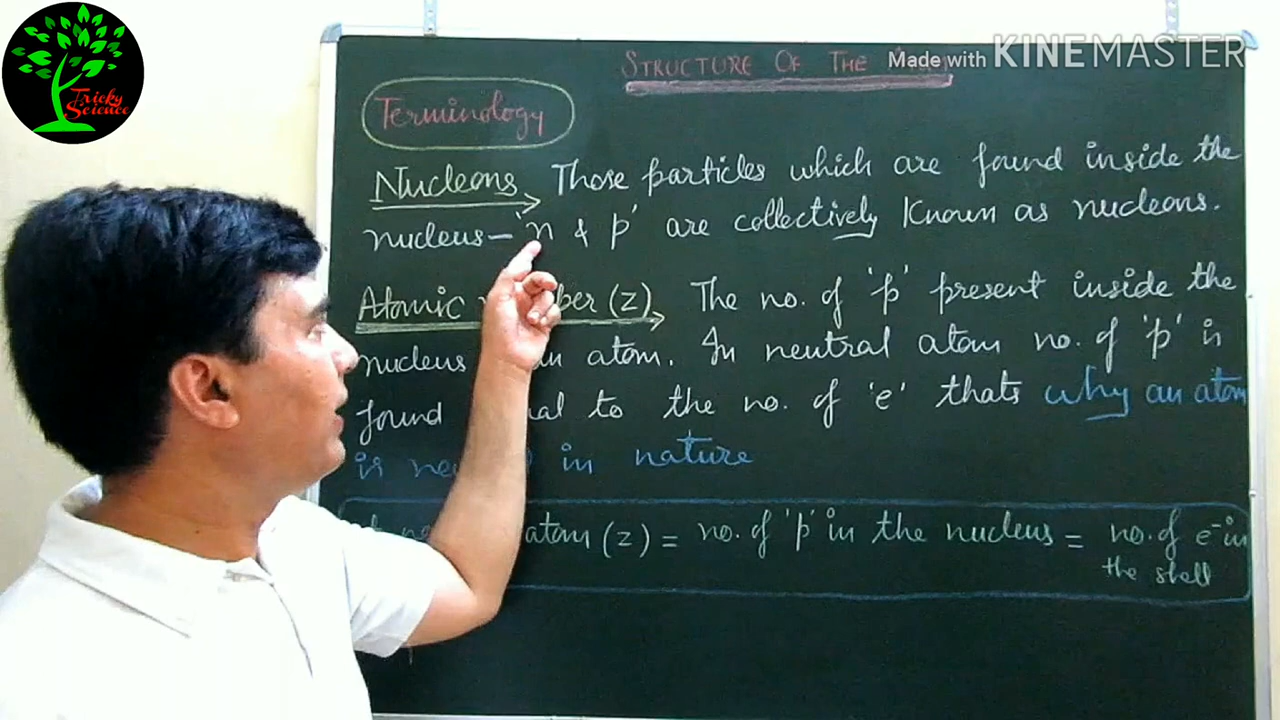 Tricky
Science
Made with KINEMASTER
STRUCTURE OF THE
Terminology
Nucleons → Those particles which are found inside the
nucleus – 'n & p' are collectively known as nucleons.
Atomic (z) → The no. of 'p' present inside the
nucleus an atom. In neutral atom no. of 'p' is
found to the no. of 'e' thats why an atom
is in nature
atom (z) = no. of 'p' in the nucleus = no. of e⁻ in
the shell